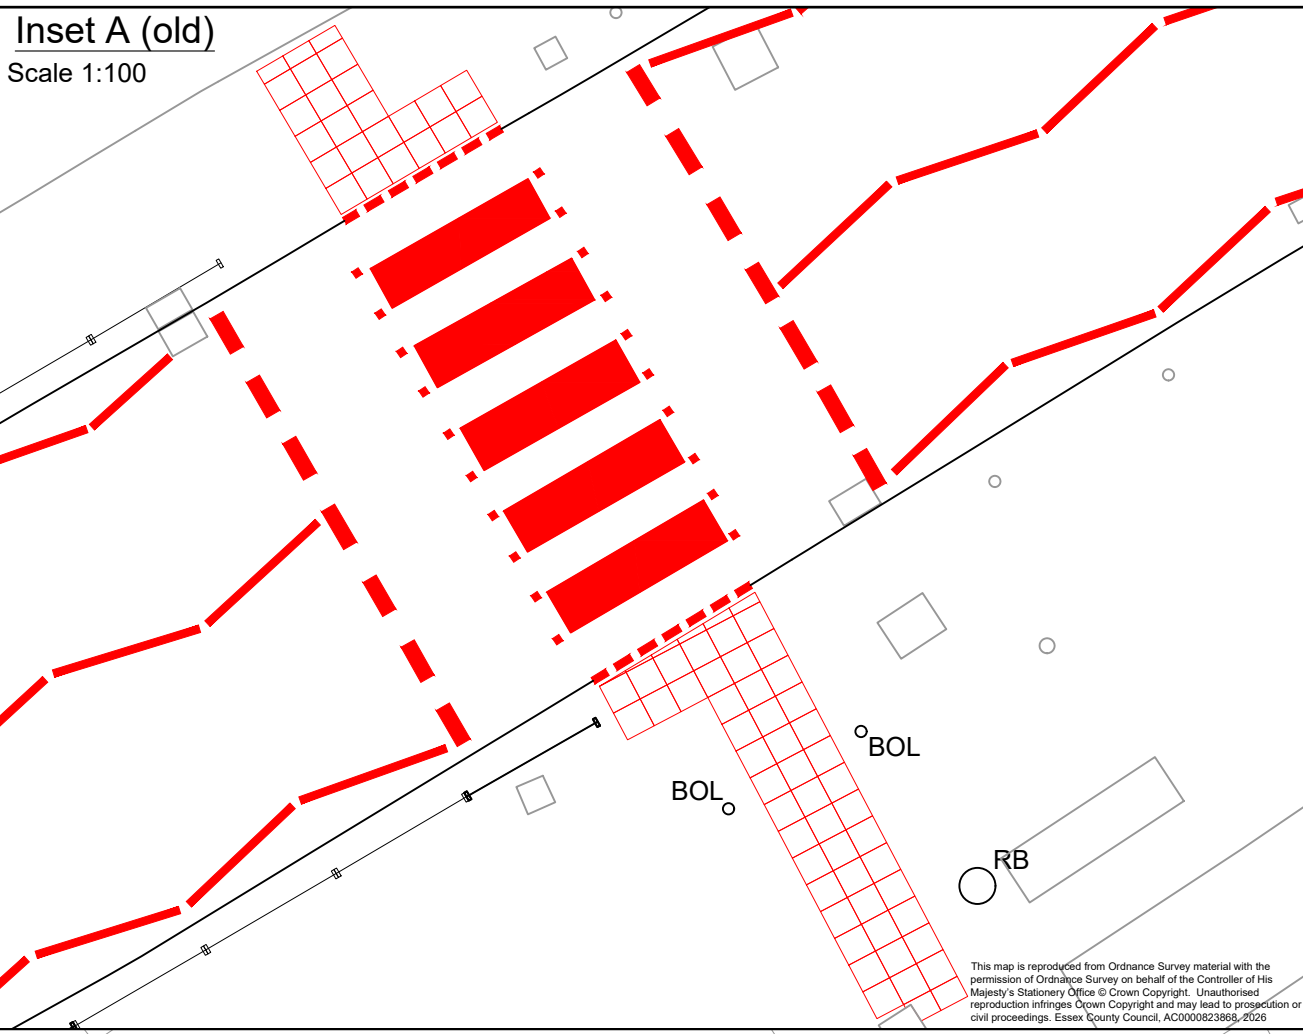 Inset A (old)
Scale 1:100
BOL
BOL
RB
This map is reproduced from Ordnance Survey material with the
permission of Ordnance Survey on behalf of the Controller of His
Majesty's Stationery Office © Crown Copyright. Unauthorised
reproduction infringes Crown Copyright and may lead to prosecution or
civil proceedings. Essex County Council, AC0000823868, 2026